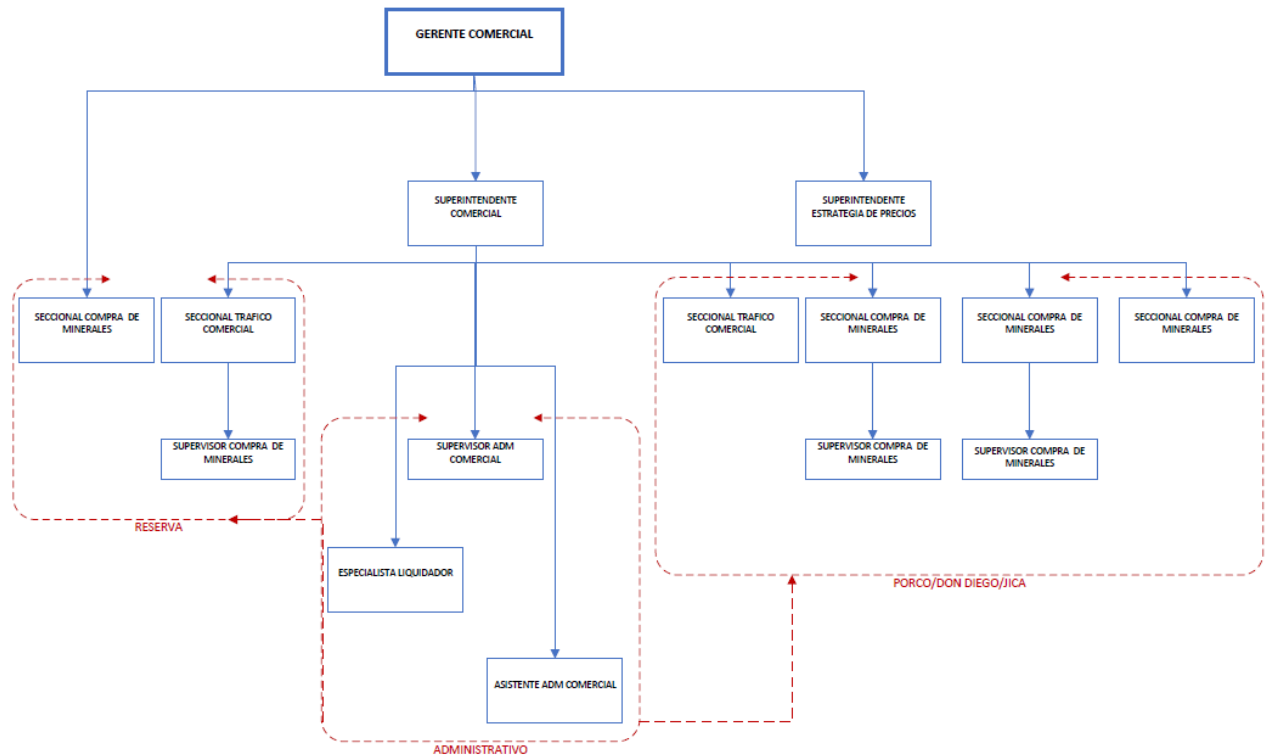 GERENTE COMERCIAL
SUPERINTENDENTE
COMERCIAL
SUPERINTENDENTE
ESTRATEGIA DE PRECIOS
SECCIONAL COMPRA DE
MINERALES
SECCIONAL TRAFICO
COMERCIAL
SECCIONAL TRAFICO
COMERCIAL
SECCIONAL COMPRA DE
MINERALES
SECCIONAL COMPRA DE
MINERALES
SECCIONAL COMPRA DE
MINERALES
SUPERVISOR COMPRA DE
MINERALES
SUPERVISOR ADM
COMERCIAL
SUPERVISOR COMPRA DE
MINERALES
SUPERVISOR COMPRA DE
MINERALES
RESERVA
ESPECIALISTA LIQUIDADOR
PORCO/DON DIEGO/JICA
ASISTENTE ADM COMERCIAL
ADMINISTRATIVO